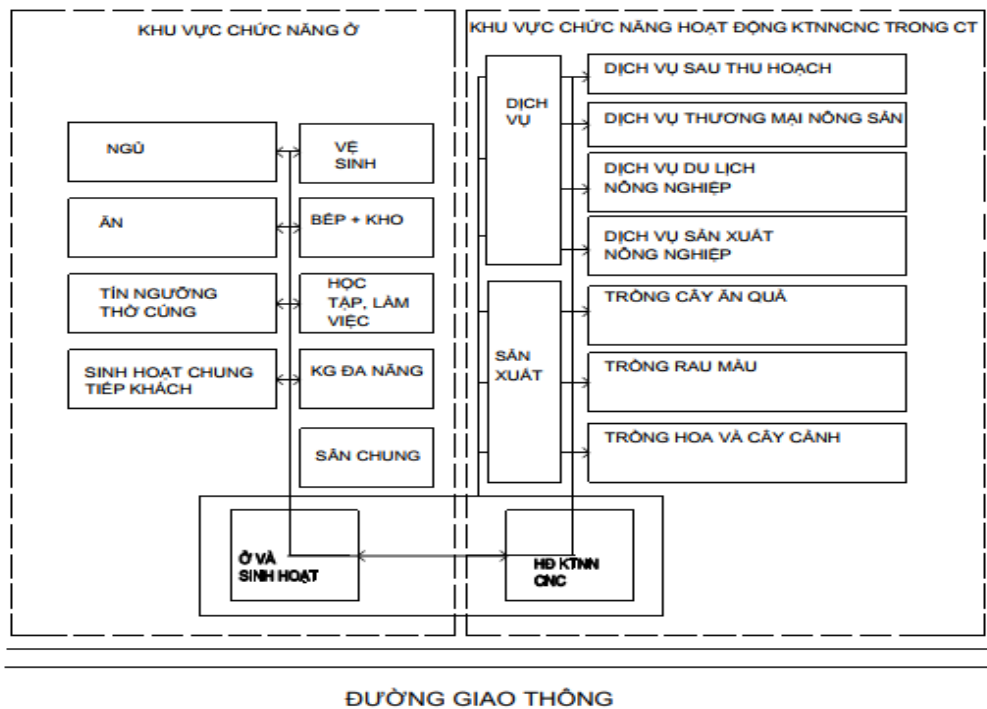 KHU VỰC CHỨC NĂNG Ở
NGỦ
VỆ
SINH
ĂN
BẾP + KHO
TÍN NGƯỠNG
THỜ CÚNG
HỌC
TẬP, LÀM
VIỆC
SINH HOẠT CHUNG
TIẾP KHÁCH
KG ĐA NĂNG
SÂN CHUNG
Ở VÀ
SINH HOẠT
KHU VỰC CHỨC NĂNG HOẠT ĐỘNG KTNNCNC TRONG CT
DỊCH
VỤ
DỊCH VỤ SAU THU HOẠCH
DỊCH VỤ THƯƠNG MẠI NÔNG SẢN
DỊCH VỤ DU LỊCH
NÔNG NGHIỆP
DỊCH VỤ SẢN XUẤT
NÔNG NGHIỆP
SẢN
XUẤT
TRỒNG CÂY ĂN QUẢ
TRỒNG RAU MÀU
TRỒNG HOA VÀ CÂY CẢNH
HĐ KTNN
CNC
ĐƯỜNG GIAO THÔNG